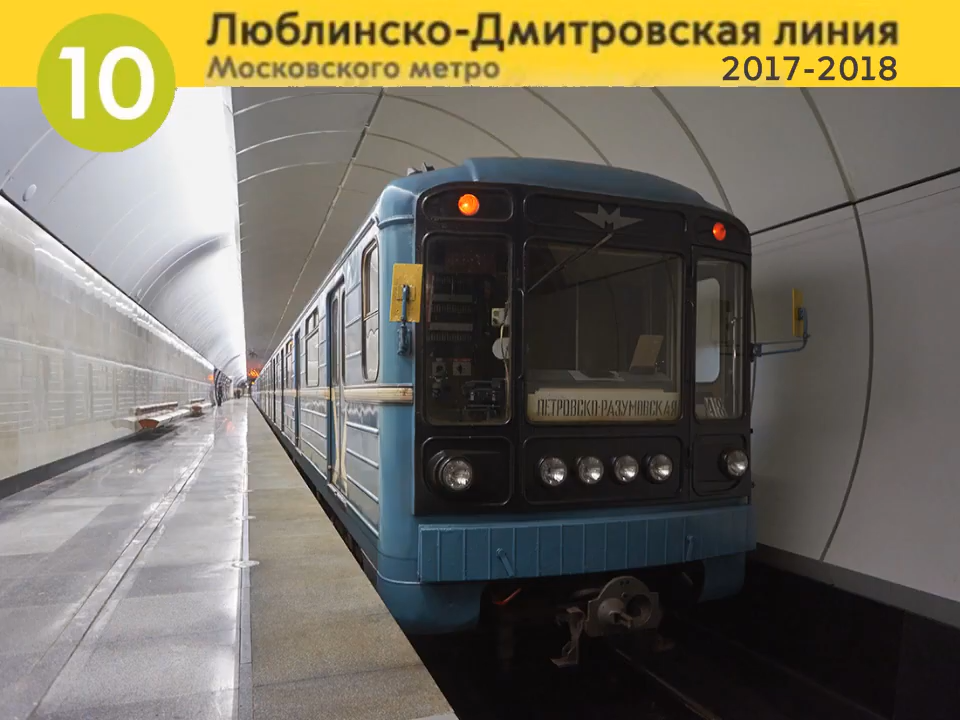 10
Люблинско-Дмитровская линия
Московского метро
2017-2018
М
ПЕТРОВСКО-РАЗУМОВСКАЯ